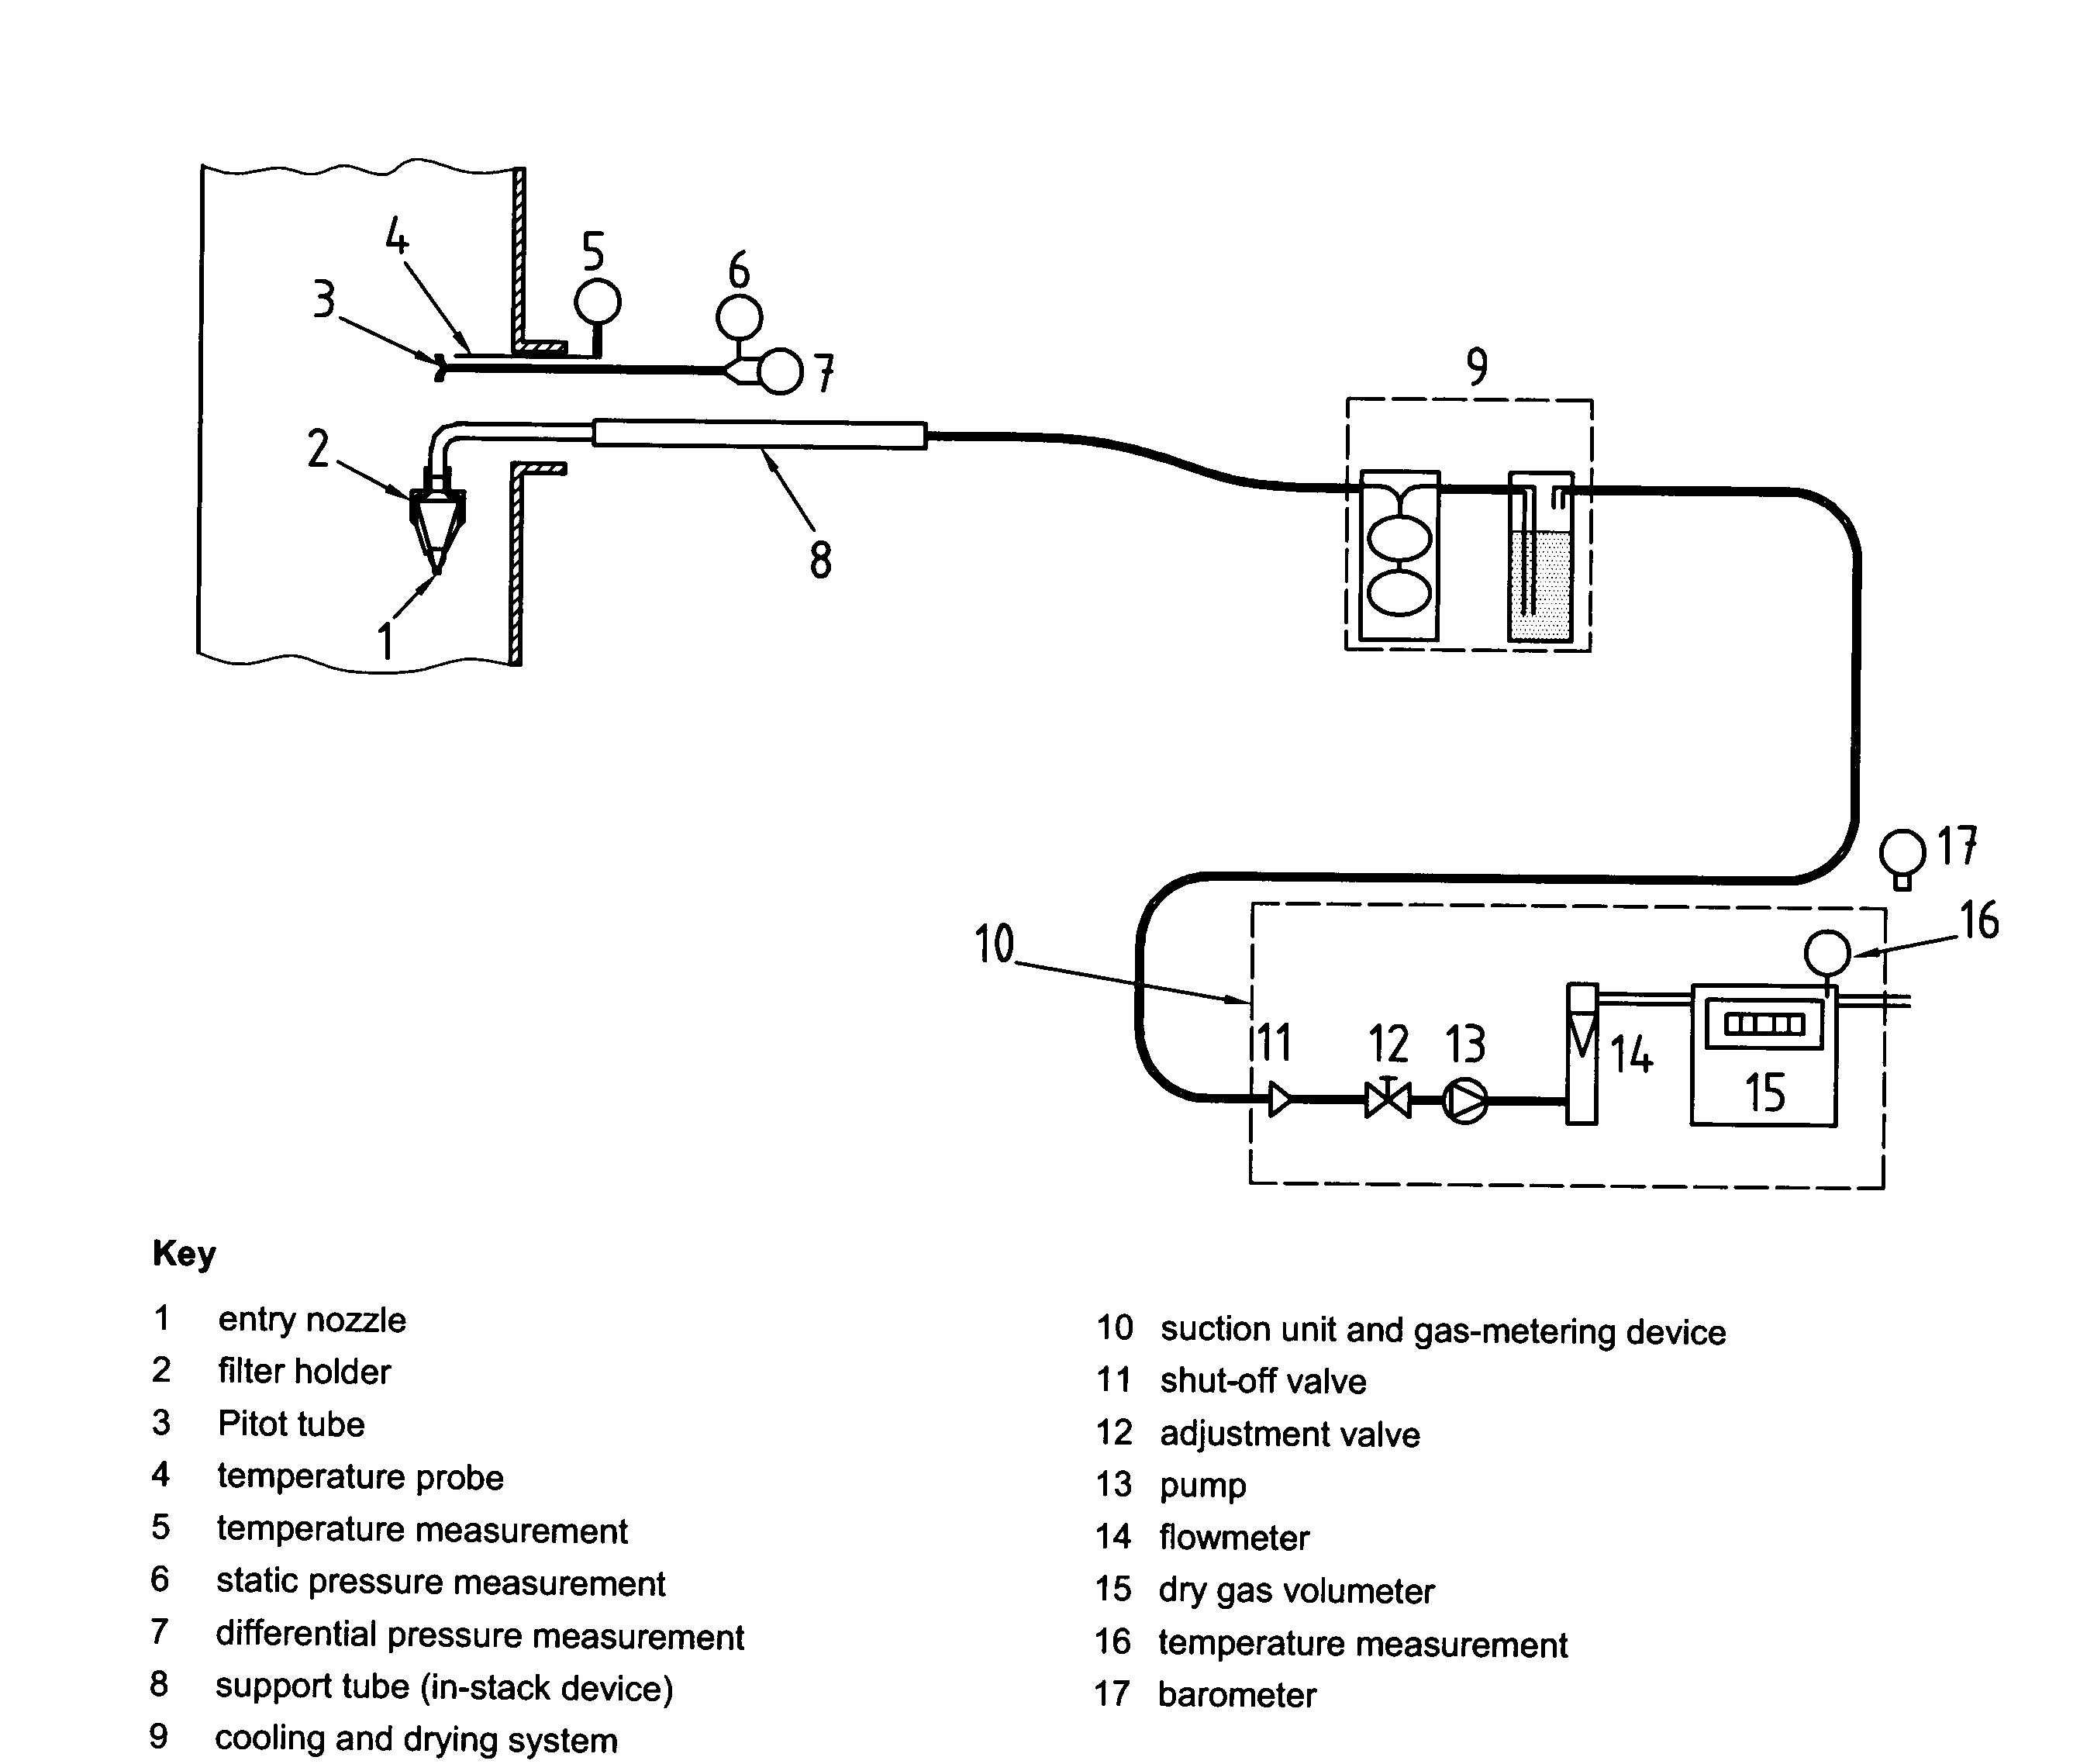 4
5
6
3
7
9
2
8
1
17
16
10
11
12
13
14
15
Key
1 entry nozzle
2 filter holder
3 Pitot tube
4 temperature probe
5 temperature measurement
6 static pressure measurement
7 differential pressure measurement
8 support tube (in-stack device)
9 cooling and drying system
10 suction unit and gas-metering device
11 shut-off valve
12 adjustment valve
13 pump
14 flowmeter
15 dry gas volumeter
16 temperature measurement
17 barometer